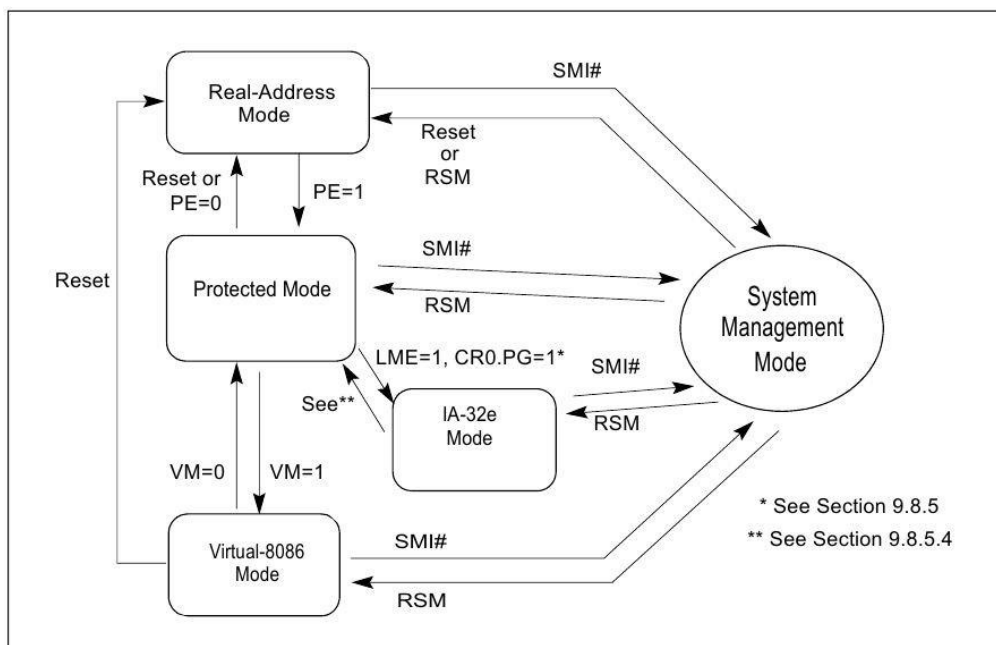 SMI#
Real-Address
Mode
Reset
or
RSM
Reset or
PE=0
PE=1
SMI#
Reset
Protected Mode
RSM
System
Management
Mode
LME=1, CR0.PG=1*
SMI#
See**
IA-32e
Mode
RSM
VM=0
VM=1
* See Section 9.8.5
Virtual-8086
Mode
SMI#
** See Section 9.8.5.4
RSM